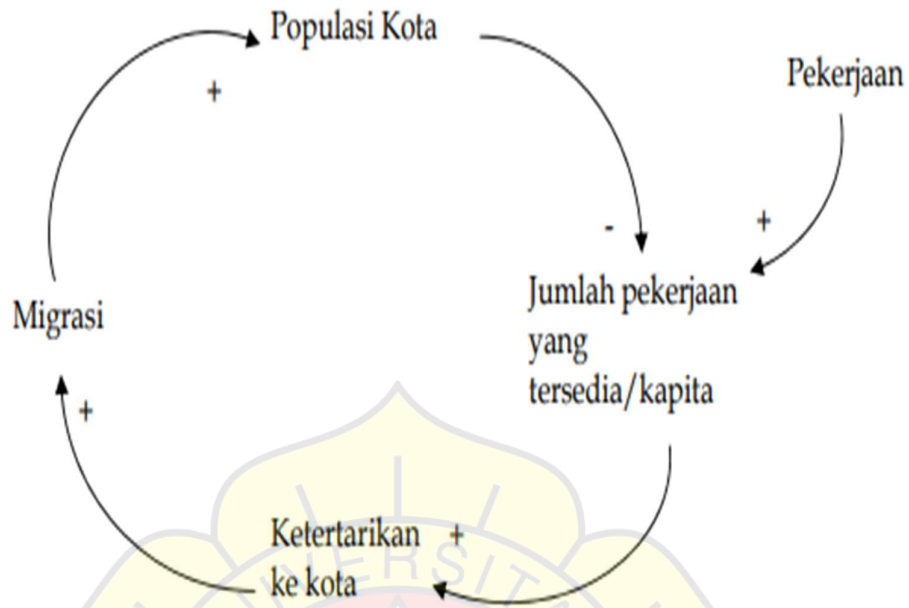 Populasi Kota
Pekerjaan
+
-
+
Jumlah pekerjaan
yang
tersedia/kapita
Migrasi
+
Ketertarikan +
ke kota